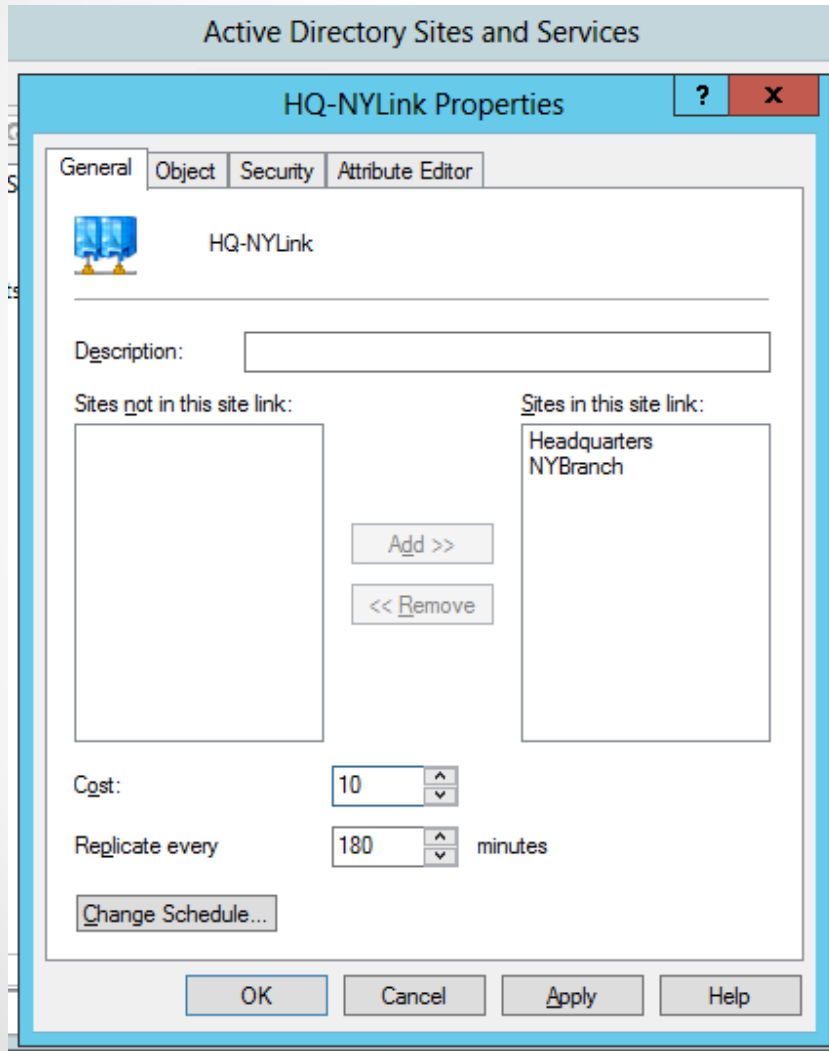 Active Directory Sites and Services
HQ-NYLink Properties
?
x
General Object Security Attribute Editor
HQ-NYLink
Description:
Sites not in this site link:
Sites in this site link:
Headquarters
NYBranch
Add >>
<< Remove
Cost:
10
Replicate every 180 minutes
Change Schedule...
OK Cancel Apply Help